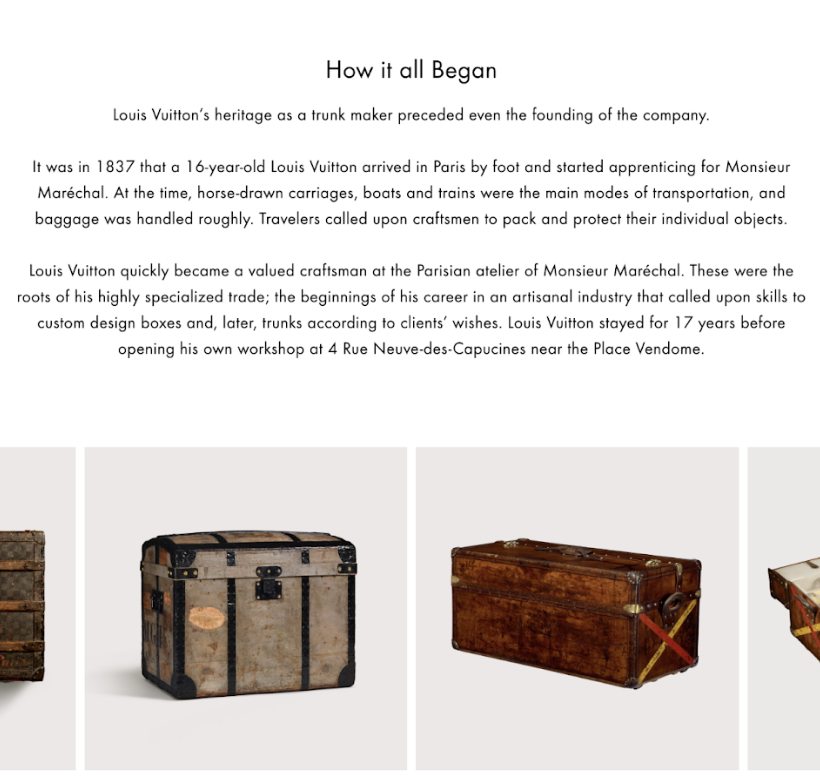 How it all Began
Louis Vuitton's heritage as a trunk maker preceded even the founding of the company.
It was in 1837 that a 16-year-old Louis Vuitton arrived in Paris by foot and started apprenticing for Monsieur
Maréchal. At the time, horse-drawn carriages, boats and trains were the main modes of transportation, and
baggage was handled roughly. Travelers called upon craftsmen to pack and protect their individual objects.
Louis Vuitton quickly became a valued craftsman at the Parisian atelier of Monsieur Maréchal. These were the
roots of his highly specialized trade; the beginnings of his career in an artisanal industry that called upon skills to
custom design boxes and, later, trunks according to clients' wishes. Louis Vuitton stayed for 17 years before
opening his own workshop at 4 Rue Neuve-des-Capucines near the Place Vendome.